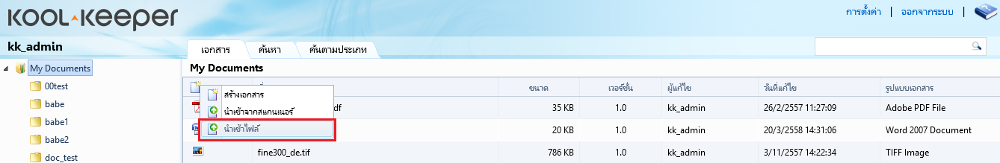 KOOL-KEEPER
การตั้งค่า | ออกจากระบบ |
kk_admin
เอกสาร ค้นหา ค้นตามประเภท
My Documents
00test
babe
babe1
babe2
doc_test
My Documents
ขนาด เวอร์ชั่น ผู้แก้ไข วันที่แก้ไข รูปแบบเอกสาร
สร้างเอกสาร
นำเข้าจากสแกนเนอร์
นำเข้าไฟล์
df 35 KB 1.0 kk_admin 26/2/2557 11:27:09 Adobe PDF File
20 KB 1.0 kk_admin 20/3/2558 14:31:06 Word 2007 Document
fine300_de.tif 786 KB 1.0 kk_admin 3/11/2557 14:22:34 TIFF Image